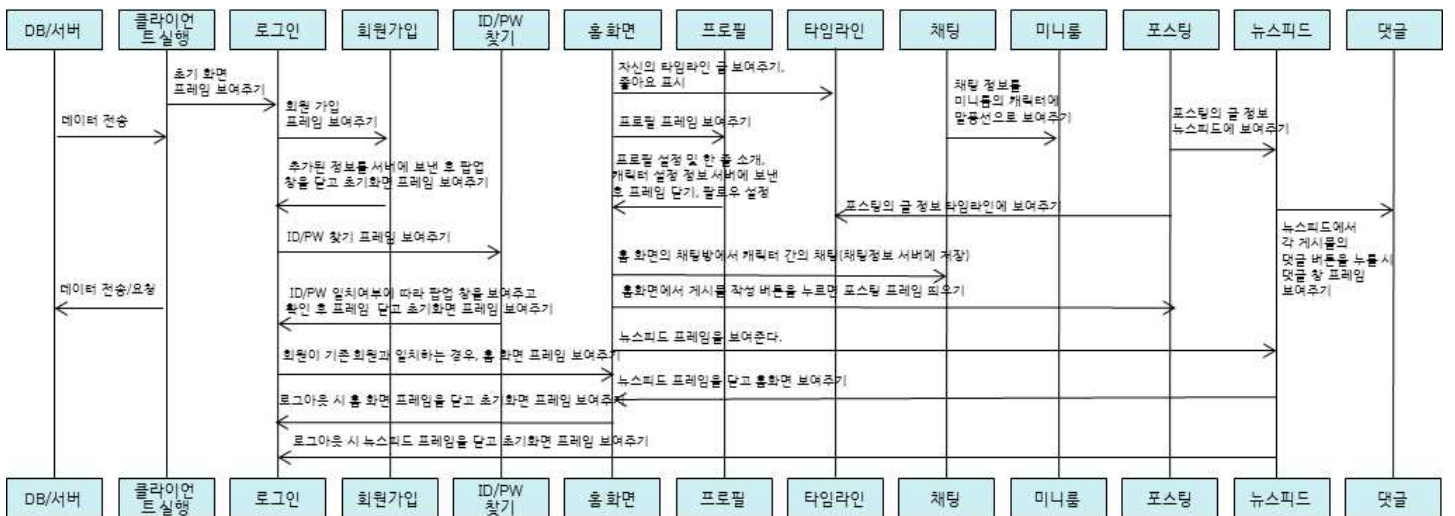 DB/서버
클라이언
트 실행
로그인
회원가입
ID/PW
찾기
홈 화면
프로필
타임라인
채팅
미니룸
포스팅
뉴스피드
댓글
초기 화면
프레임 보여주기
데이터 전송
회원 가입
프레임 보여주기
추가된 정보를 서버에 보낸 후 팝업
창을 닫고 초기화면 프레임 보여주기
ID/PW 찾기 프레임 보여주기
데이터 전송/요청
ID/PW 일치여부에 따라 팝업 창을 보여주고
확인 후 프레임 닫고 초기화면 프레임 보여주기
회원이 기존 회원과 일치하는 경우, 홈 화면 프레임 보여주기
로그아웃 시 홈 화면 프레임을 닫고 초기화면 프레임 보여주기
로그아웃 시 뉴스피드 프레임을 닫고 초기화면 프레임 보여주기
자신의 타임라인 글 보여주기,
좋아요 표시
프로필 프레임 보여주기
프로필 설정 및 한 줄 소개,
캐릭터 설정 정보 서버에 보낸
후 프레임 닫기, 팔로우 설정
채팅 정보를
미니룸의 캐릭터에
말풍선으로 보여주기
포스팅의 글 정보
뉴스피드에 보여주기
포스팅의 글 정보 타임라인에 보여주기
홈 화면의 채팅방에서 캐릭터 간의 채팅(채팅정보 서버에 저장)
홈화면에서 게시물 작성 버튼을 누르면 포스팅 프레임 띄우기
뉴스피드 프레임을 보여준다.
뉴스피드 프레임을 닫고 홈화면 보여주기
뉴스피드에서
각 게시물의
댓글 버튼을 누를 시
댓글 창 프레임
보여주기
DB/서버
클라이언
트 실행
로그인
회원가입
ID/PW
찾기
홈 화면
프로필
타임라인
채팅
미니룸
포스팅
뉴스피드
댓글